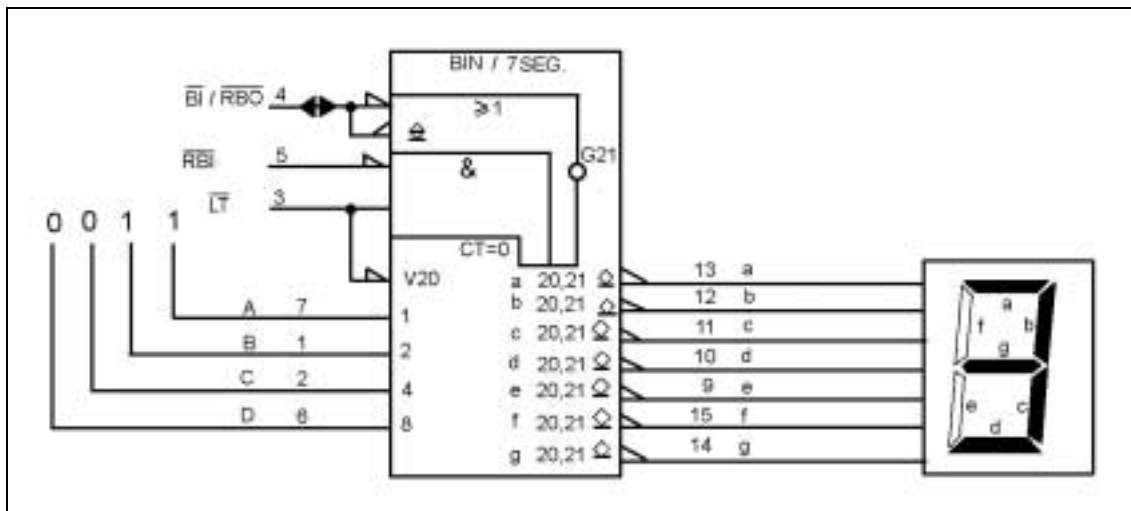 BIN / 7SEG.
BI / RBO 4
≥1
G21
RBI 5
&
LT 3
0 0 1 1
CT=0
V20
a 20,21 13 a
b 20,21 12 b
c 20,21 11 c
d 20,21 10 d
e 20,21 9 e
f 20,21 15 f
g 20,21 14 g
A 7 1
B 1 2
C 2 4
D 6 8
a
f b
g
e c
d